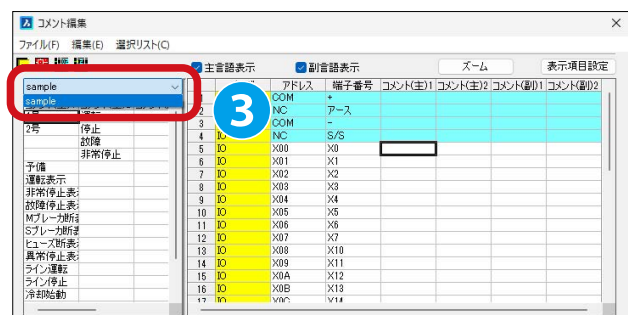 コメント編集
ファイル(F) 編集(E) 選択リスト(C)
主言語表示 副言語表示 ズーム 表示項目設定
sample
sample
3
アドレス 端子番号 コメント(主)1 コメント(主)2 コメント(副)1 コメント(副)2
COM +
2 NC アース
3 COM -
4 IO NC S/S
5 IO X00 X0
6 IO X01 X1
7 IO X02 X2
8 IO X03 X3
9 IO X04 X4
10 IO X05 X5
11 IO X06 X6
12 IO X07 X7
13 IO X08 X10
14 IO X09 X11
15 IO X0A X12
16 IO X0B X13
17 IO X0C X14
2号 停止
故障
非常停止
予備
運転表示
非常停止表
故障停止表
Mブレーカ断
Sブレーカ断
ヒューズ断表
異常停止表
ライン運転
ライン停止
冷却始動